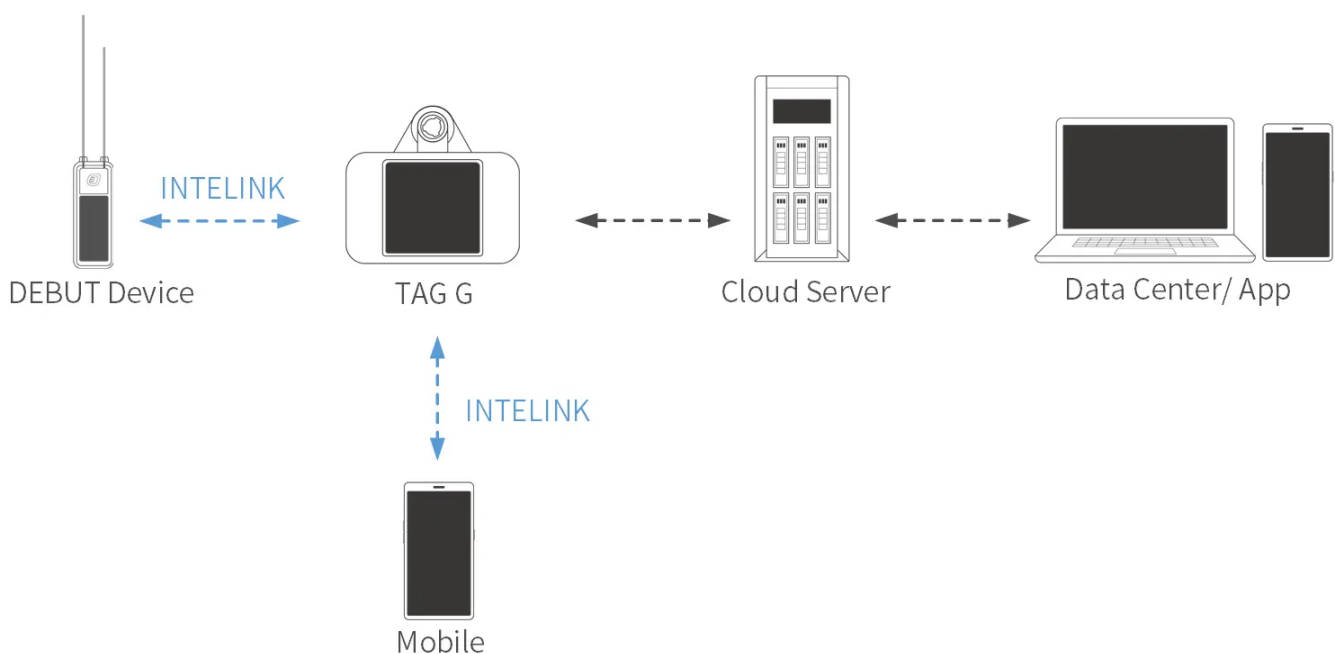 INTELINK
DEBUT Device
TAG G
Cloud Server
Data Center/ App
INTELINK
Mobile